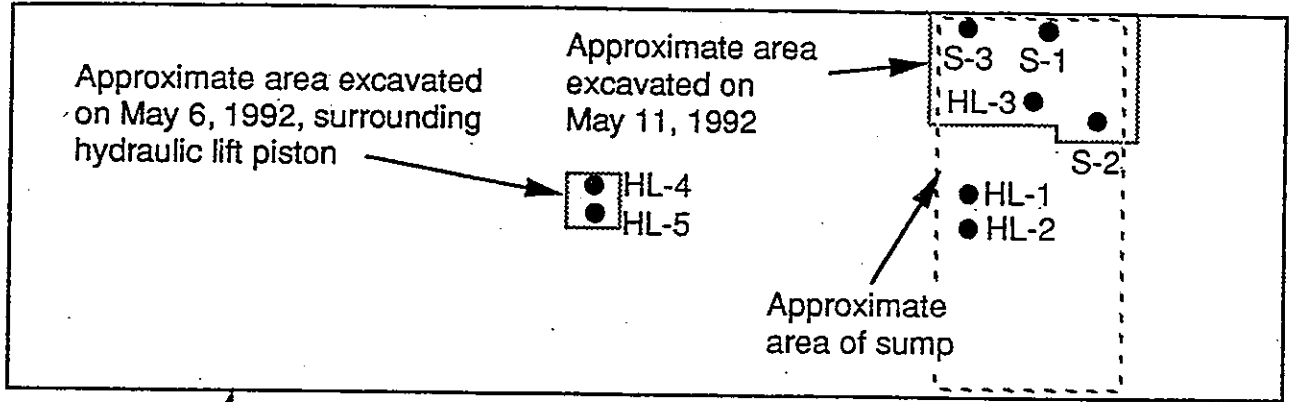 Approximate area excavated
on May 6, 1992, surrounding
hydraulic lift piston
Approximate area
excavated on
May 11, 1992
S-3 S-1
HL-3
S-2
HL-4
HL-5
HL-1
HL-2
Approximate
area of sump